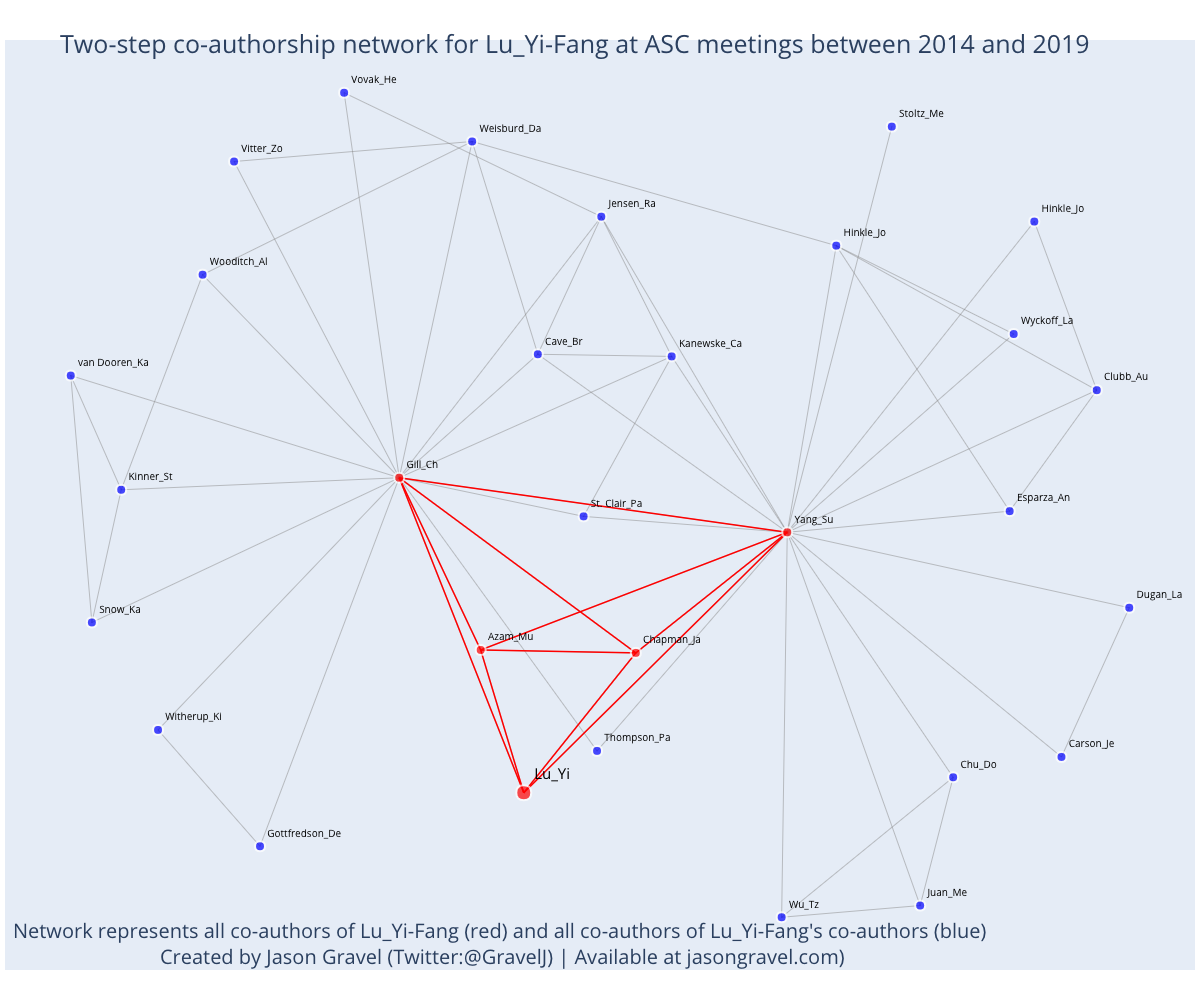 Two-step co-authorship network for Lu_Yi-Fang at ASC meetings between 2014 and 2019
Vovak_He
Stoltz_Me
Weisburd_Da
Vitter_Zo
Jensen_Ra
Hinkle_Jo
Hinkle_Jo
Wooditch_Al
Wyckoff_La
Cave_Br
Kanewske_Ca
van Dooren_Ka
Clubb_Au
Gill_Ch
Kinner_St
Esparza_An
St. Clair_Pa
Yang_Su
Dugan_La
Snow_Ka
Azam_Mu
Chapman_Ja
Witherup_Ki
Thompson_Pa
Carson_Je
Chu_Do
Lu_Yi
Gottfredson_De
Juan_Me
Wu_Tz
Network represents all co-authors of Lu_Yi-Fang (red) and all co-authors of Lu_Yi-Fang's co-authors (blue)
Created by Jason Gravel (Twitter:@GravelJ) | Available at jasongravel.com)